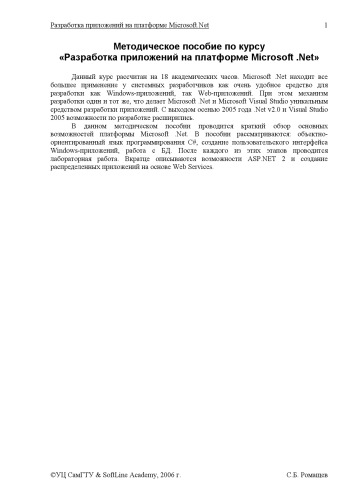 Разработка приложений на платформе Microsoft.Net 1
Методическое пособие по курсу
«Разработка приложений на платформе Microsoft .Net»
Данный курс рассчитан на 18 академических часов. Microsoft .Net находит все
большее применение у системных разработчиков как очень удобное средство для
разработки как Windows-приложений, так Web-приложений. При этом механизм
разработки один и тот же, что делает Microsoft .Net и Microsoft Visual Studio уникальным
средством разработки приложений. С выходом осенью 2005 года .Net v2.0 и Visual Studio
2005 возможности по разработке расширились.
В данном методическом пособии проводится краткий обзор основных
возможностей платформы Microsoft .Net. В пособии рассматриваются: объектно-
ориентированный язык программирования C#, создание пользовательского интерфейса
Windows-приложений, работа с БД. После каждого из этих этапов проводится
лабораторная работа. Вкратце описываются возможности ASP.NET 2 и создание
распределенных приложений на основе Web Services.
©УЦ СамГТУ & SoftLine Academy, 2006 г. С.Б. Ромащев